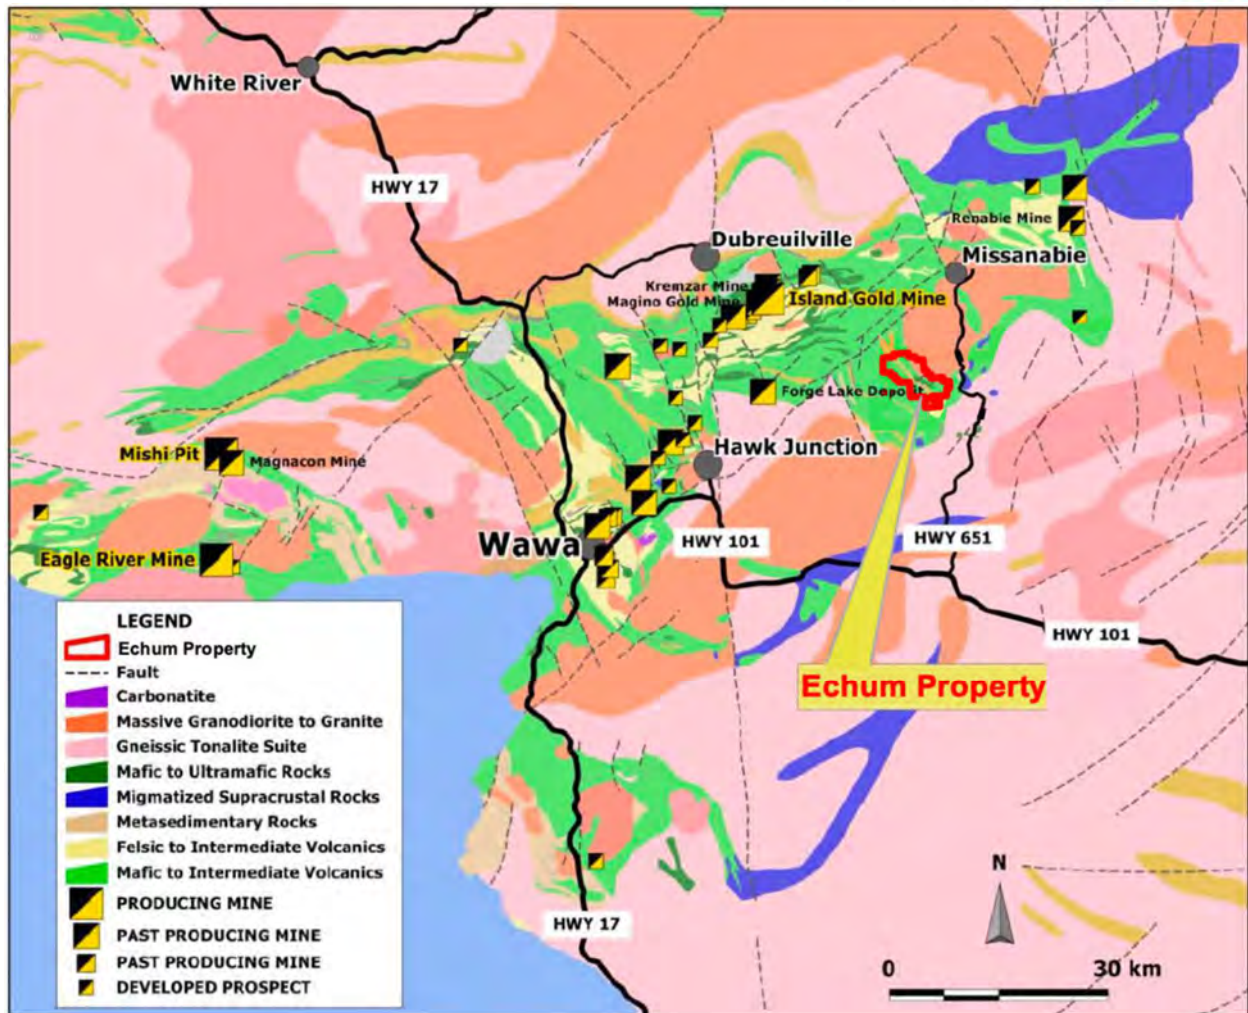 White River
HWY 17
Dubreuilville
Renabie Mine
Missanabie
Kremzar Mine
Magino Gold Mine
Island Gold Mine
Forge Lake Deposit
Mishi Pit
Magnacon Mine
Hawk Junction
Eagle River Mine
Wawa
HWY 101
HWY 651
HWY 101
Echum Property
HWY 17
LEGEND
Echum Property
Fault
Carbonatite
Massive Granodiorite to Granite
Gneissic Tonalite Suite
Mafic to Ultramafic Rocks
Migmatized Supracrustal Rocks
Metasedimentary Rocks
Felsic to Intermediate Volcanics
Mafic to Intermediate Volcanics
PRODUCING MINE
PAST PRODUCING MINE
PAST PRODUCING MINE
DEVELOPED PROSPECT
N
0 30 km